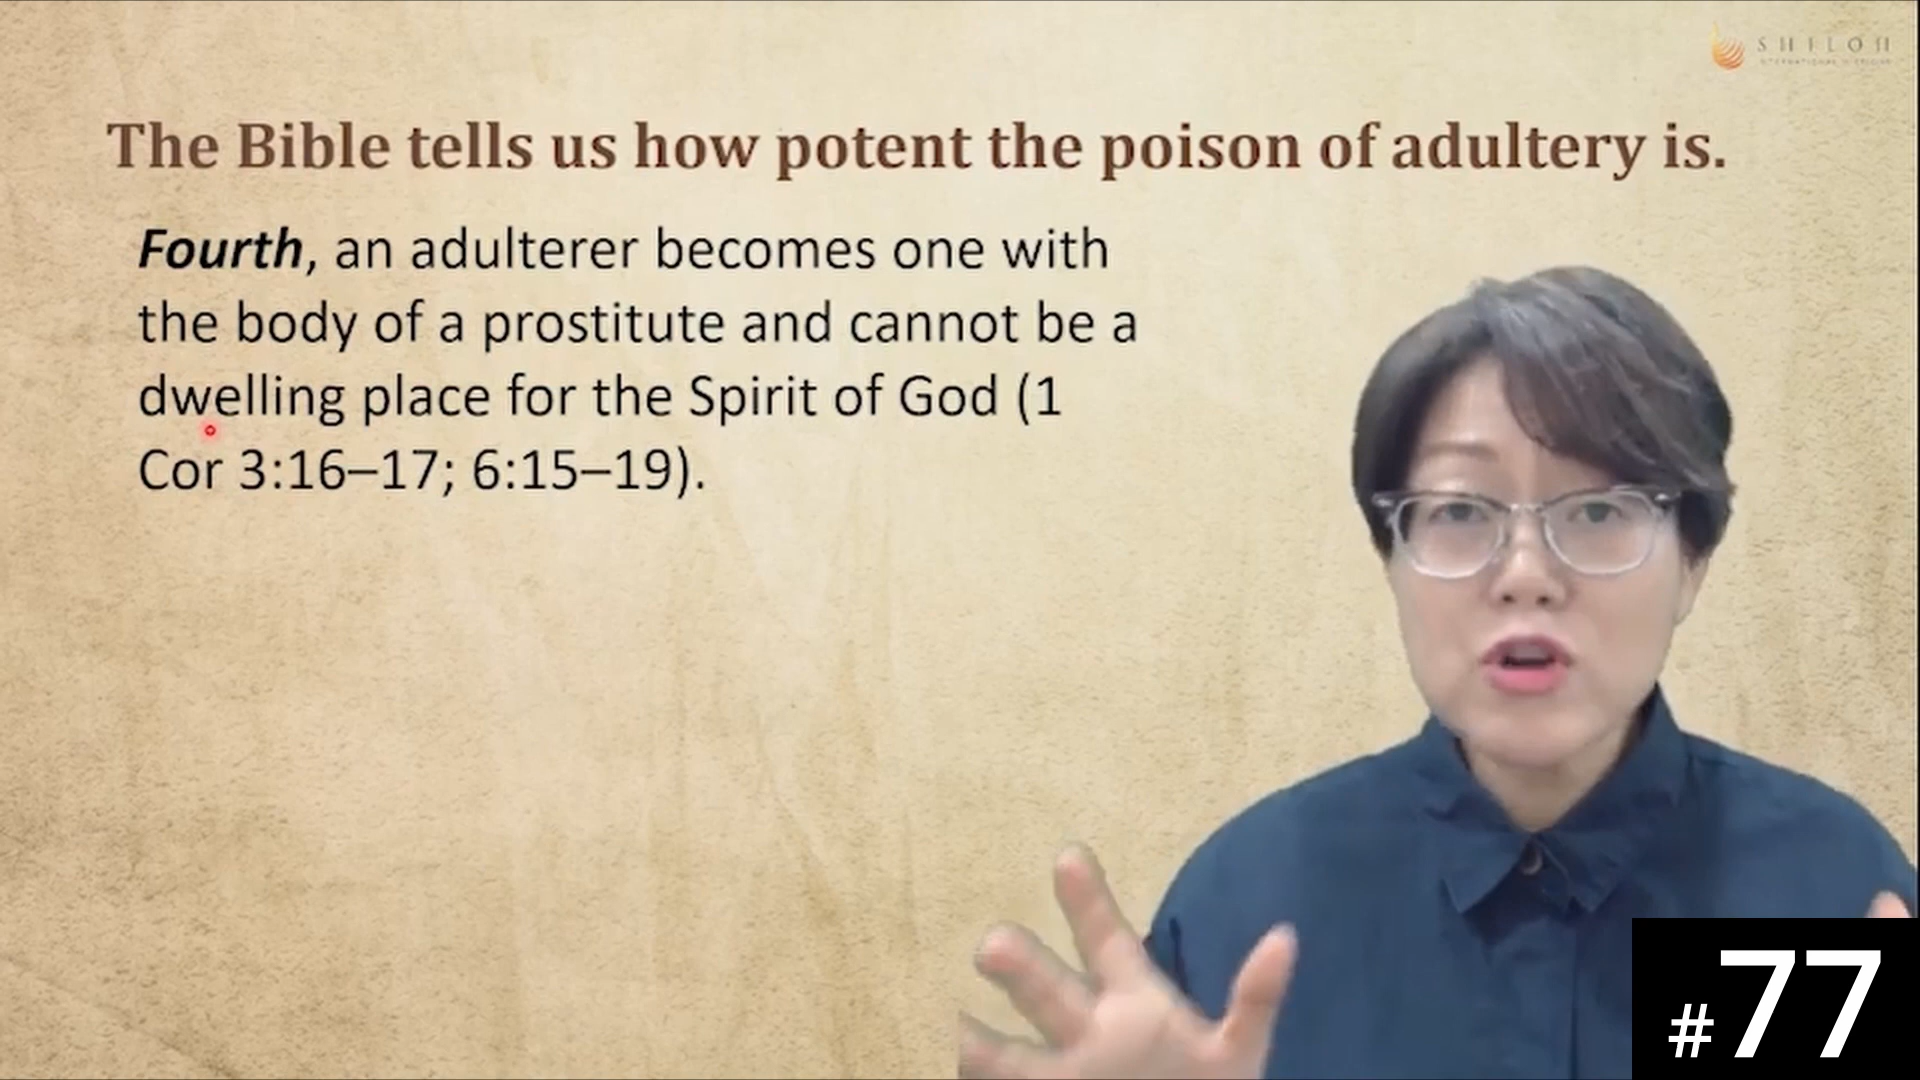 SHILOH
The Bible tells us how potent the poison of adultery is.
Fourth, an adulterer becomes one with
the body of a prostitute and cannot be a
dwelling place for the Spirit of God (1
Cor 3:16–17; 6:15–19).
#77